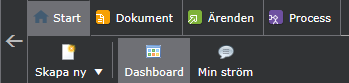 Start Dokument Ärenden Process
Skapa ny Dashboard Min ström